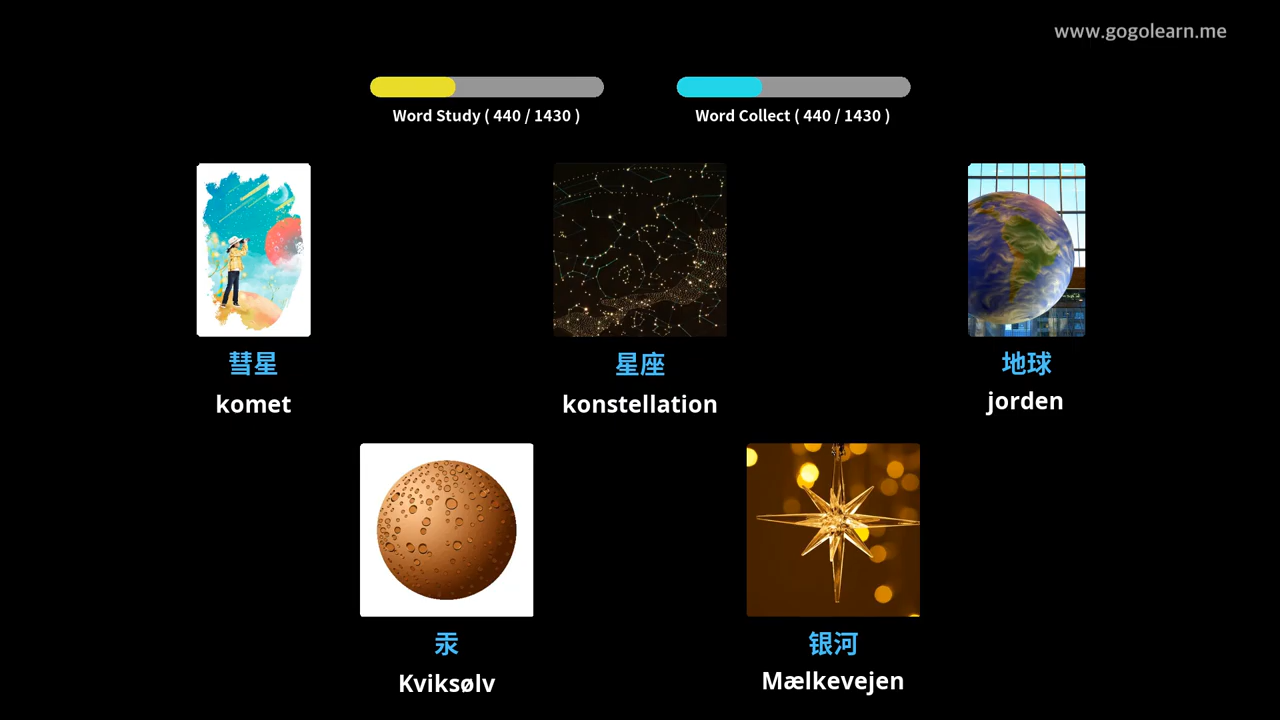 www.gogolearn.me
Word Study ( 440 / 1430 )
Word Collect ( 440 / 1430 )
彗星
komet
星座
konstellation
地球
jorden
汞
Kviksølv
银河
Mælkevejen